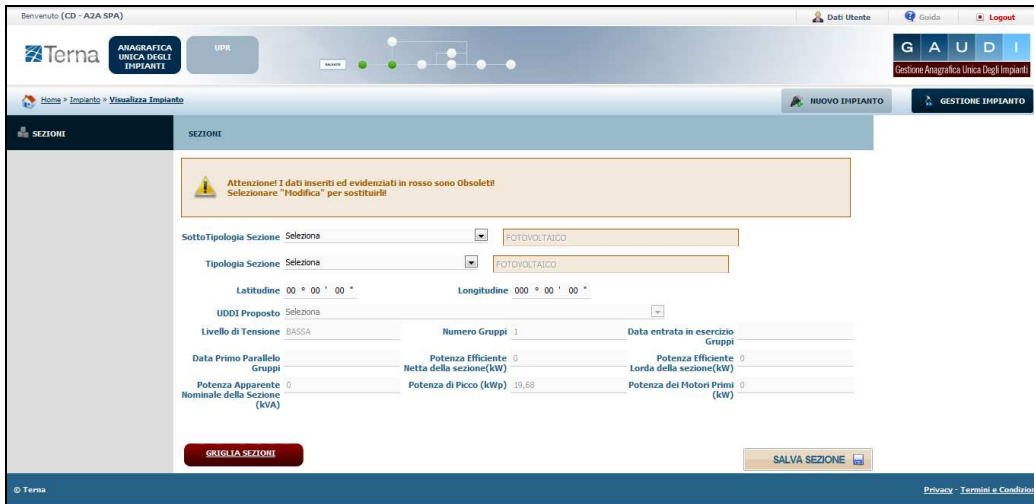 Benvenuto (CD - A2A SPA)
Dati Utente
Guida
Logout
Terna
ANAGRAFICA
UNICA DEGLI
IMPIANTI
UPR
G A U D I
Gestione Anagrafica Unica Degli Impianti
Home » Impianto » Visualizza Impianto
NUOVO IMPIANTO
GESTIONE IMPIANTO
SEZIONI
SEZIONI
Attenzione! I dati inseriti ed evidenziati in rosso sono Obsoleti!
Selezionare "Modifica" per sostituirli!
SottoTipologia Sezione Seleziona FOTOVOLTAICO
Tipologia Sezione Seleziona FOTOVOLTAICO
Latitudine 00 ° 00 ' 00 " Longitudine 000 ° 00 ' 00 "
UDDI Proposto Seleziona
Livello di Tensione BASSA Numero Gruppi 1 Data entrata in esercizio
Gruppi
Data Primo Parallelo
Gruppi
Potenza Efficiente 0
Netta della sezione(kW)
Potenza Efficiente 0
Lorda della sezione(kW)
Potenza Apparente 0
Nominale della Sezione
(kVA)
Potenza di Picco (kWp) 19,68
Potenza dei Motori Primi 0
(kW)
GRIGLIA SEZIONI
SALVA SEZIONE
© Terna
Privacy - Termini e Condizion